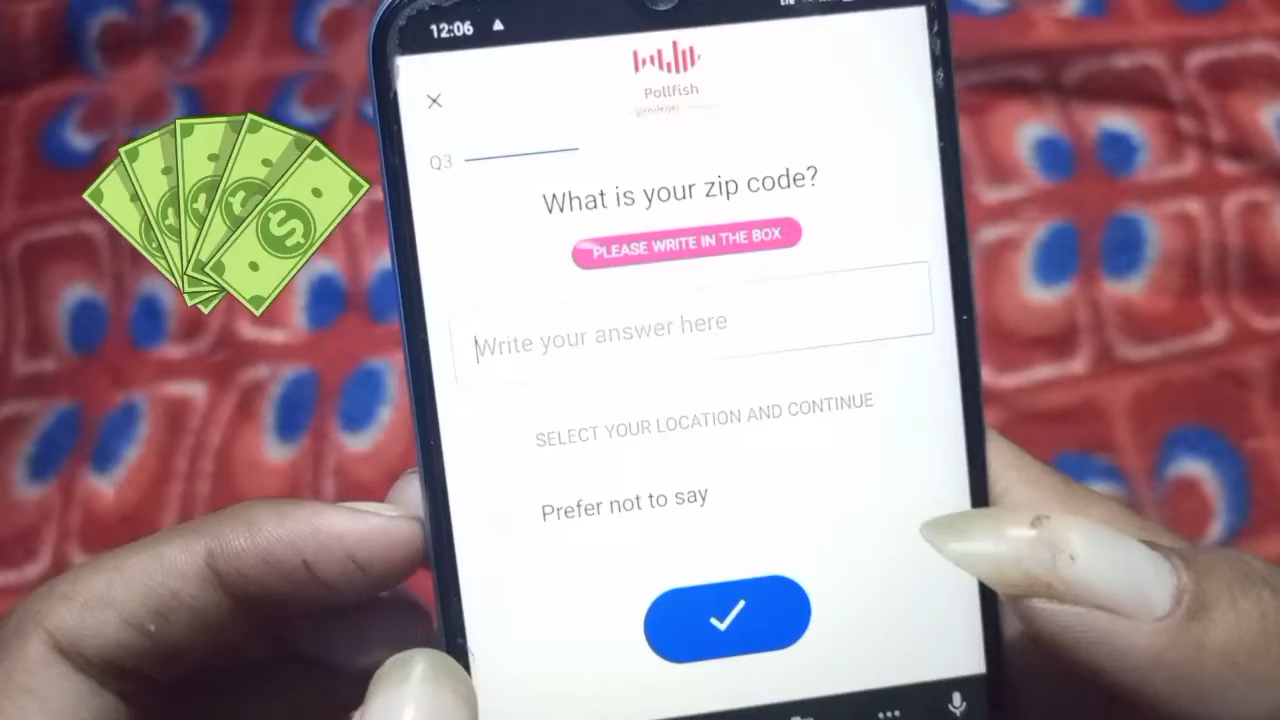 12:06
Pollfish
Q3
What is your zip code?
PLEASE WRITE IN THE BOX
Write your answer here
SELECT YOUR LOCATION AND CONTINUE
Prefer not to say